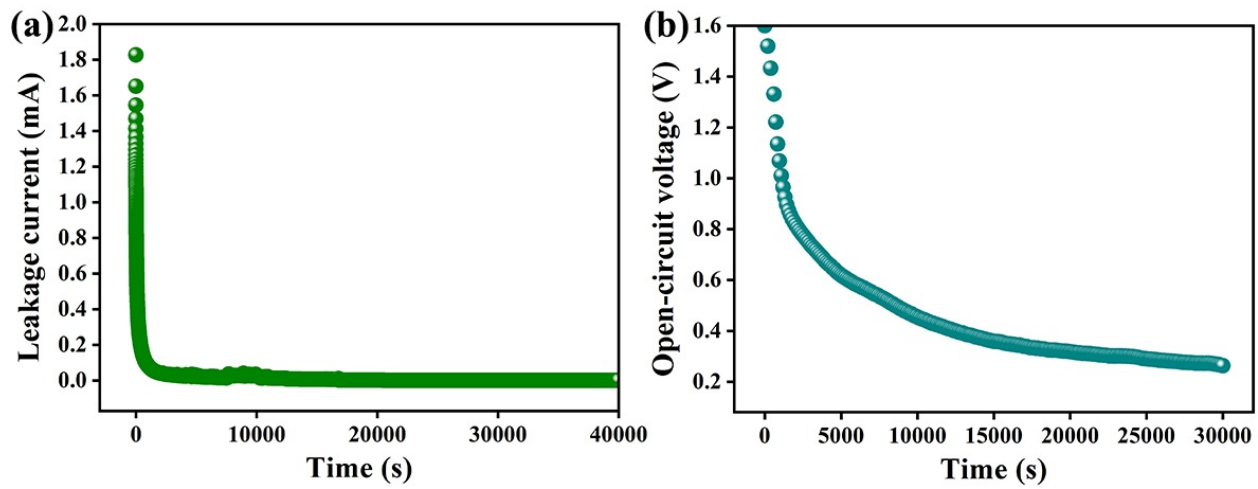 (a)
Leakage current (mA)
2.0
1.8
1.6
1.4
1.2
1.0
0.8
0.6
0.4
0.2
0.0
0 10000 20000 30000 40000
Time (s)
(b)
Open-circuit voltage (V)
1.6
1.4
1.2
1.0
0.8
0.6
0.4
0.2
0 5000 10000 15000 20000 25000 30000
Time (s)